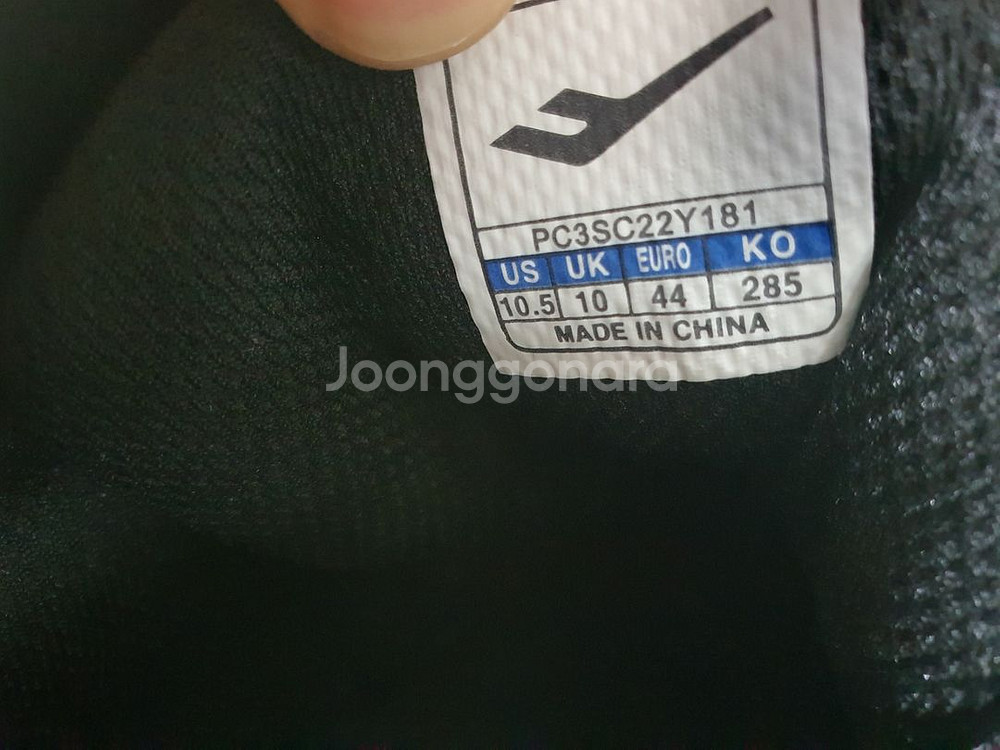 PC3SC22Y181
US UK EURO KO
10.5 10 44 285
MADE IN CHINA
Joonggonara